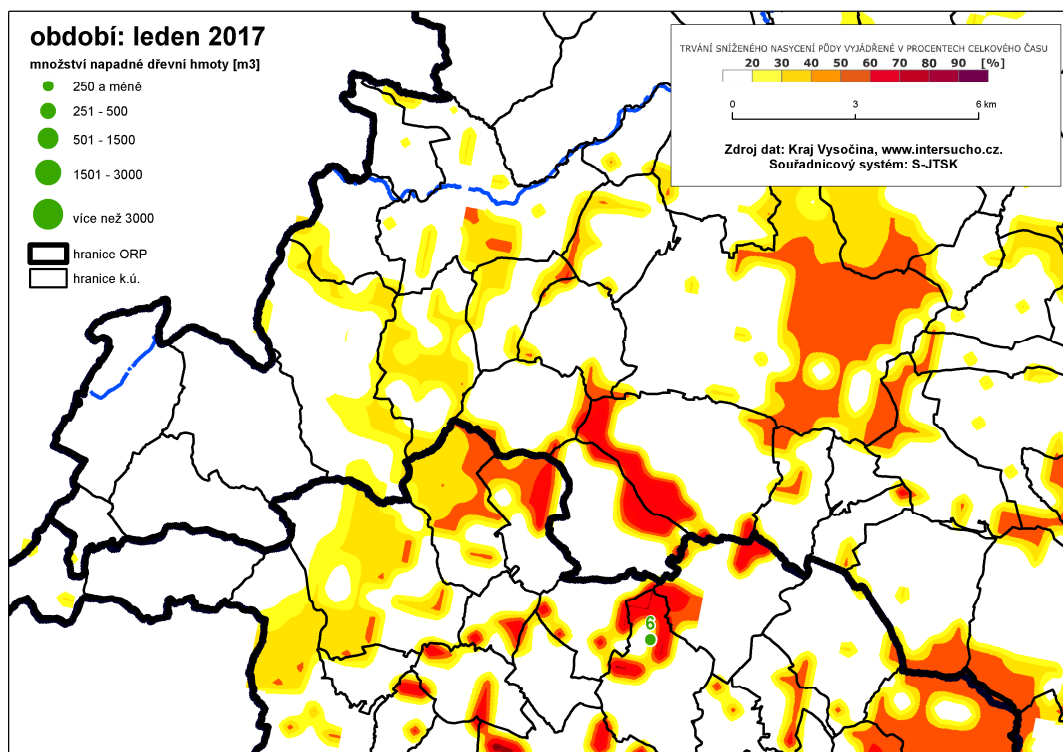 období: leden 2017
množství napadné dřevní hmoty [m3]
250 a méně
251 - 500
501 - 1500
1501 - 3000
více než 3000
hranice ORP
hranice k.ú.
TRVÁNÍ SNÍŽENÉHO NASYCENÍ PŮDY VYJÁDŘENÉ V PROCENTECH CELKOVÉHO ČASU
20 30 40 50 60 70 80 90 [%]
0 3 6 km
Zdroj dat: Kraj Vysočina, www.intersucho.cz.
Souřadnicový systém: S-JTSK
6